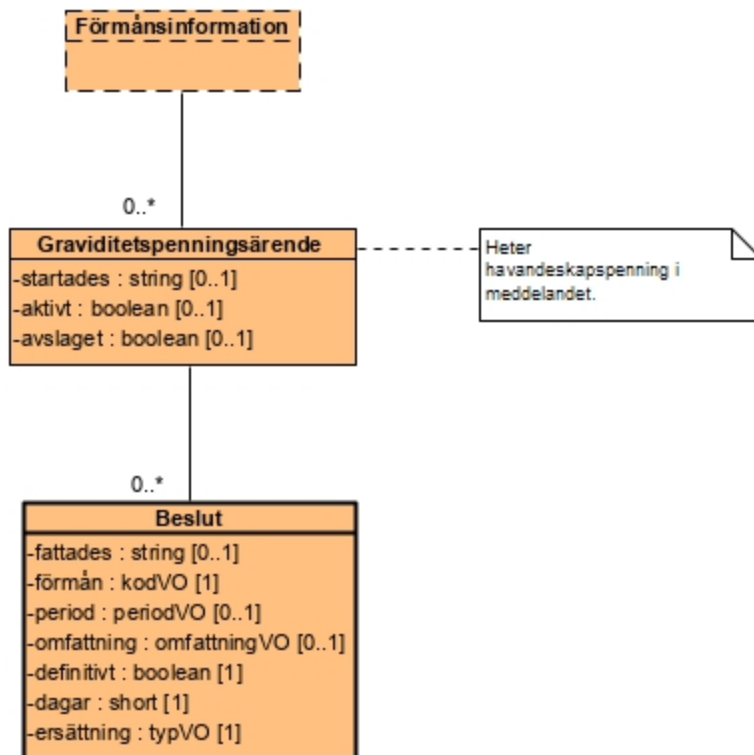 Förmånsinformation
0..*
Graviditetspenningsärende
-startades : string [0..1]
-aktivt : boolean [0..1]
-avslaget : boolean [0..1]
Heter
havandeskapspenning i
meddelandet.
0..*
Beslut
-fattades : string [0..1]
-förmån : kodVO [1]
-period : periodVO [0..1]
-omfattning : omfattningVO [0..1]
-definitivt : boolean [1]
-dagar : short [1]
-ersättning : typVO [1]